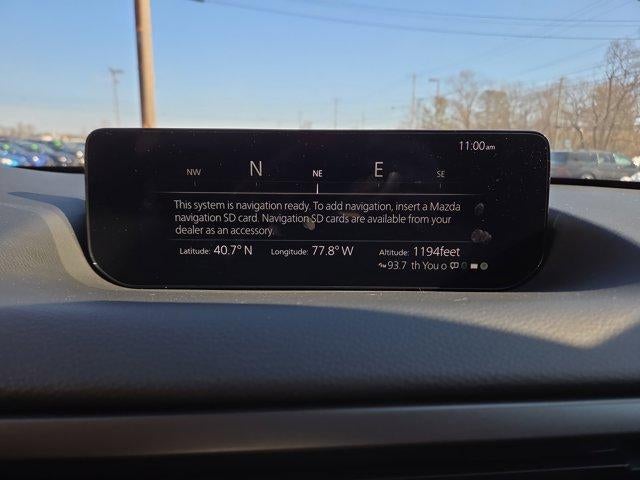 11:00am
NW N NE E SE
This system is navigation ready. To add navigation, insert a Mazda
navigation SD card. Navigation SD cards are available from your
dealer as an accessory.
Latitude: 40.7° N Longitude: 77.8° W Altitude: 1194feet
93.7 th You o